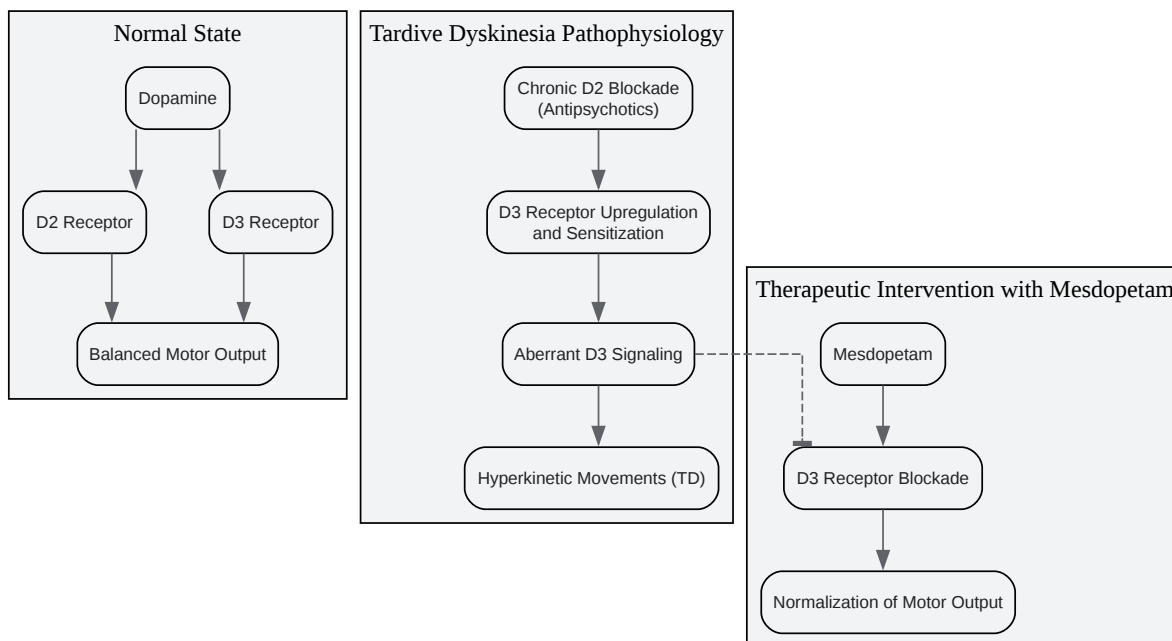 Normal State
Dopamine
D2 Receptor
D3 Receptor
Balanced Motor Output
Tardive Dyskinesia Pathophysiology
Chronic D2 Blockade
(Antipsychotics)
D3 Receptor Upregulation
and Sensitization
Aberrant D3 Signaling
Hyperkinetic Movements (TD)
Therapeutic Intervention with Mesdopetam
Mesdopetam
D3 Receptor Blockade
Normalization of Motor Output